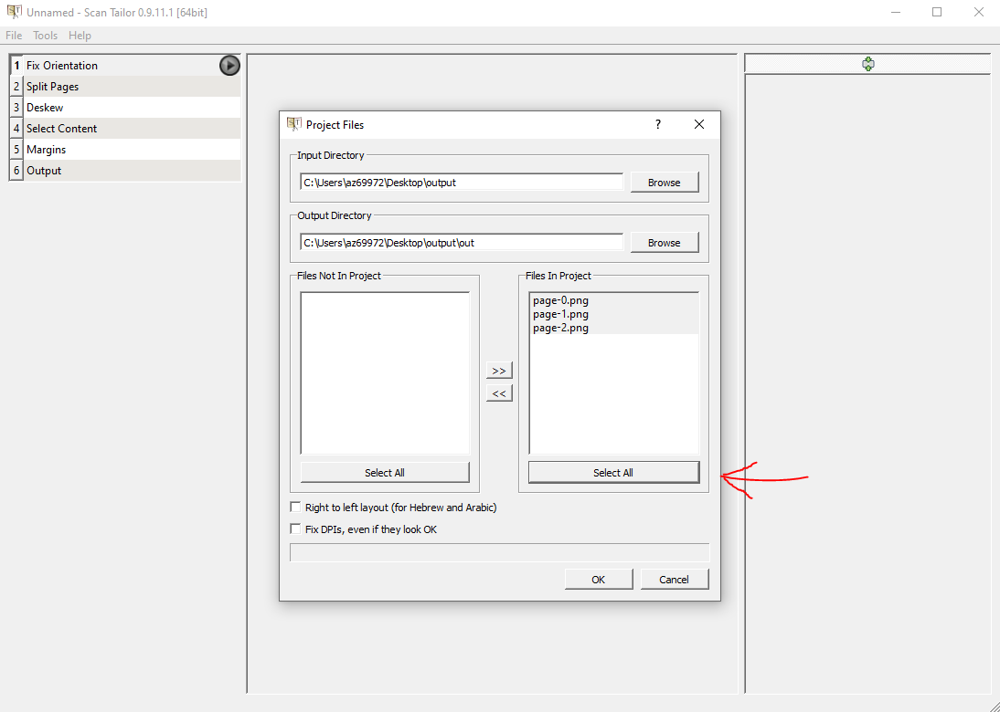 Unnamed - Scan Tailor 0.9.11.1 [64bit]
File Tools Help
1 Fix Orientation
2 Split Pages
3 Deskew
4 Select Content
5 Margins
6 Output
Project Files
?
Input Directory
C:\Users\az69972\Desktop\output
Browse
Output Directory
C:\Users\az69972\Desktop\output\out
Browse
Files Not In Project
Select All
>>
<<
Files In Project
page-0.png
page-1.png
page-2.png
Select All
Right to left layout (for Hebrew and Arabic)
Fix DPIs, even if they look OK
OK
Cancel